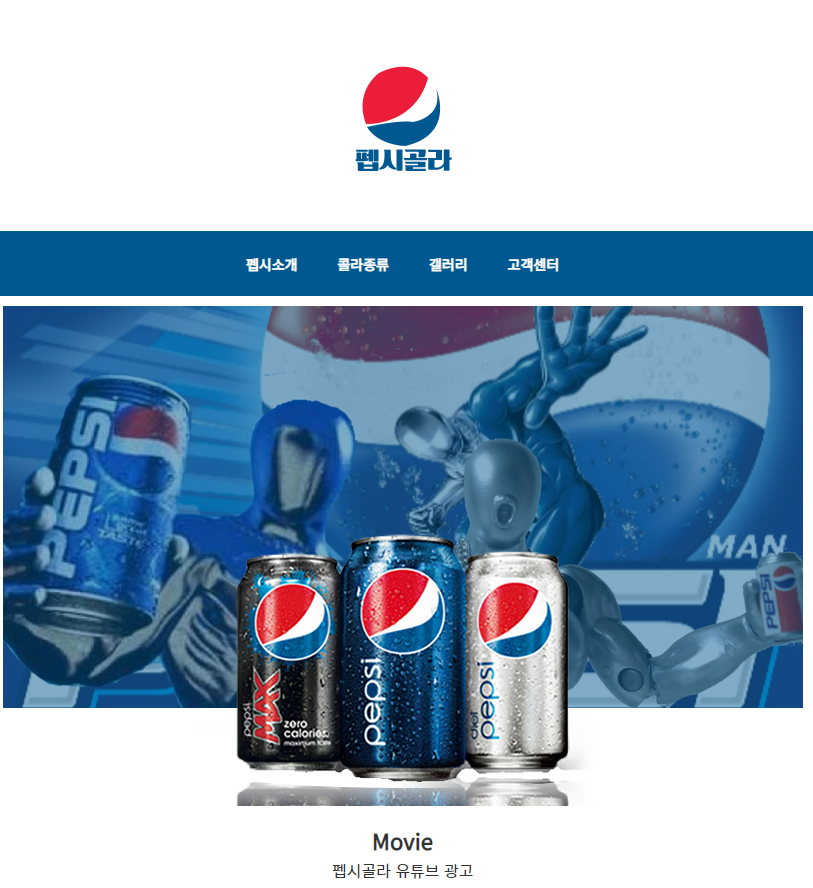 펩시골라
펩시소개 콜라종류 갤러리 고객센터
PEPSI
TASTE
MAN
PEPSI
pepsi
MAX
zero
calories.
maximum
pepsi
diet
pepsi
Movie
펩시골라 유튜브 광고